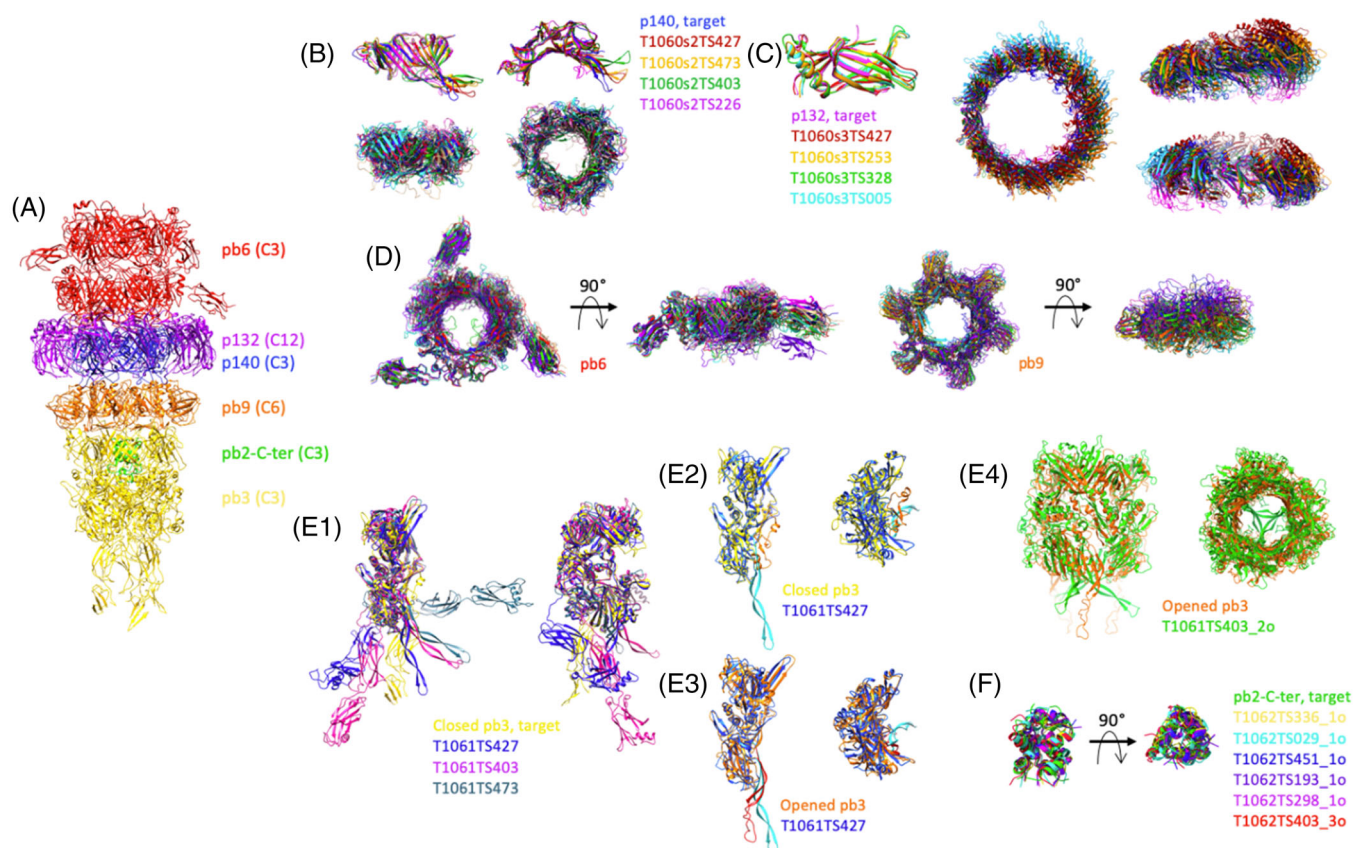 (A)
pb6 (C3)
p132 (C12)
p140 (C3)
pb9 (C6)
pb2-C-ter (C3)
pb3 (C3)
(B)
p140, target
T1060s2TS427
T1060s2TS473
T1060s2TS403
T1060s2TS226
(C)
p132, target
T1060s3TS427
T1060s3TS253
T1060s3TS328
T1060s3TS005
(D)
90°
pb6
90°
pb9
(E1)
Closed pb3, target
T1061TS427
T1061TS403
T1061TS473
(E2)
Closed pb3
T1061TS427
(E3)
Opened pb3
T1061TS427
(E4)
Opened pb3
T1061TS403_2o
(F)
90°
pb2-C-ter, target
T1062TS336_1o
T1062TS029_1o
T1062TS451_1o
T1062TS193_1o
T1062TS298_1o
T1062TS403_3o